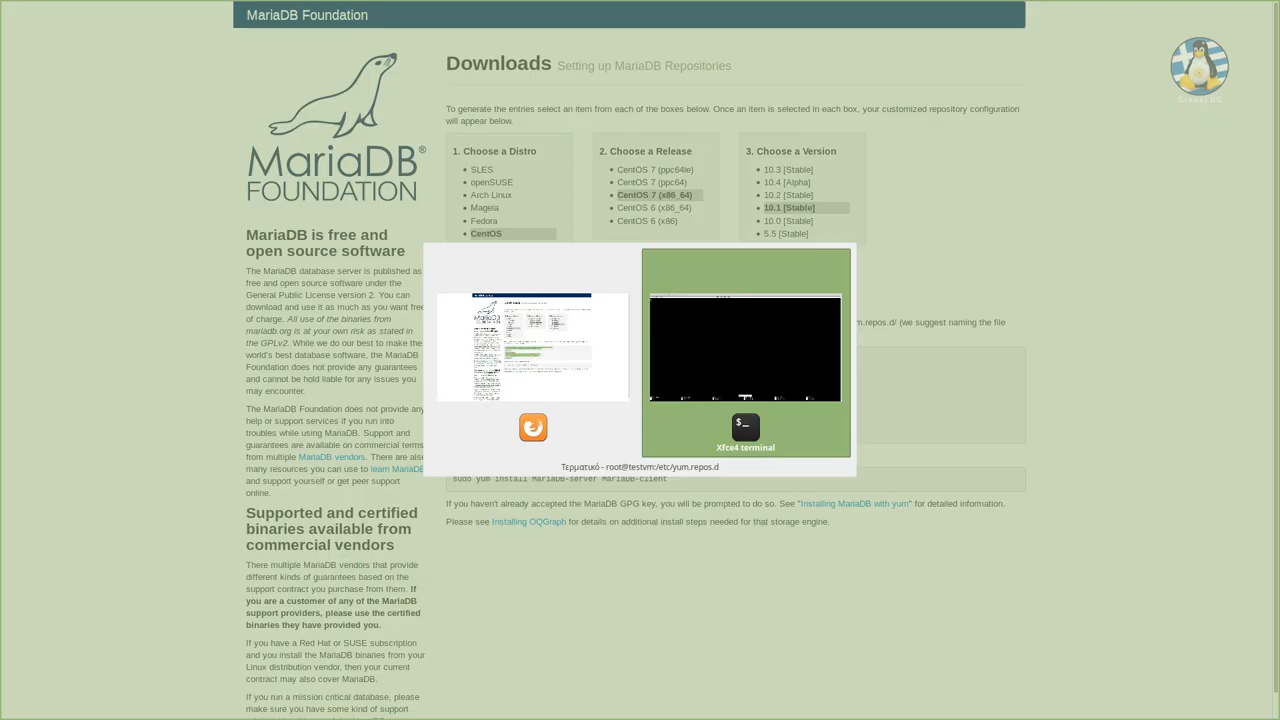 MariaDB Foundation
MariaDB®
FOUNDATION
MariaDB is free and
open source software
The MariaDB database server is published as
free and open source software under the
General Public License version 2. You can
download and use it as much as you want free
of charge. All use of the binaries from
mariadb.org is at your own risk as stated in
the GPLv2. While we do our best to make the
world's best database software, the MariaDB
Foundation does not provide any guarantees
and cannot be hold liable for any issues you
may encounter.
The MariaDB Foundation does not provide any
help or support services if you run into
troubles while using MariaDB. Support and
guarantees are available on commercial terms
from multiple MariaDB vendors. There are also
many resources you can use to learn MariaDB
and support yourself or get peer support
online.
Supported and certified
binaries available from
commercial vendors
There multiple MariaDB vendors that provide
different kinds of guarantees based on the
support contract you purchase from them. If
you are a customer of any of the MariaDB
support providers, please use the certified
binaries they have provided you.
If you have a Red Hat or SUSE subscription
and you install the MariaDB binaries from your
Linux distribution vendor, then your current
contract may also cover MariaDB.
If you run a mission critical database, please
make sure you have some kind of support
Downloads Setting up MariaDB Repositories
To generate the entries select an item from each of the boxes below. Once an item is selected in each box, your customized repository configuration
will appear below.
1. Choose a Distro
SLES
openSUSE
Arch Linux
Mageia
Fedora
CentOS
2. Choose a Release
CentOS 7 (ppc64le)
CentOS 7 (ppc64)
CentOS 7 (x86_64)
CentOS 6 (x86_64)
CentOS 6 (x86)
3. Choose a Version
10.3 [Stable]
10.4 [Alpha]
10.2 [Stable]
10.1 [Stable]
10.0 [Stable]
5.5 [Stable]
m.repos.d/ (we suggest naming the file
Xfce4 terminal
Τερματικό - root@testvm:/etc/yum.repos.d
sudo yum install MariaDB-server MariaDB-client
If you haven't already accepted the MariaDB GPG key, you will be prompted to do so. See "Installing MariaDB with yum" for detailed information.
Please see Installing OQGraph for details on additional install steps needed for that storage engine.
GreekLUG